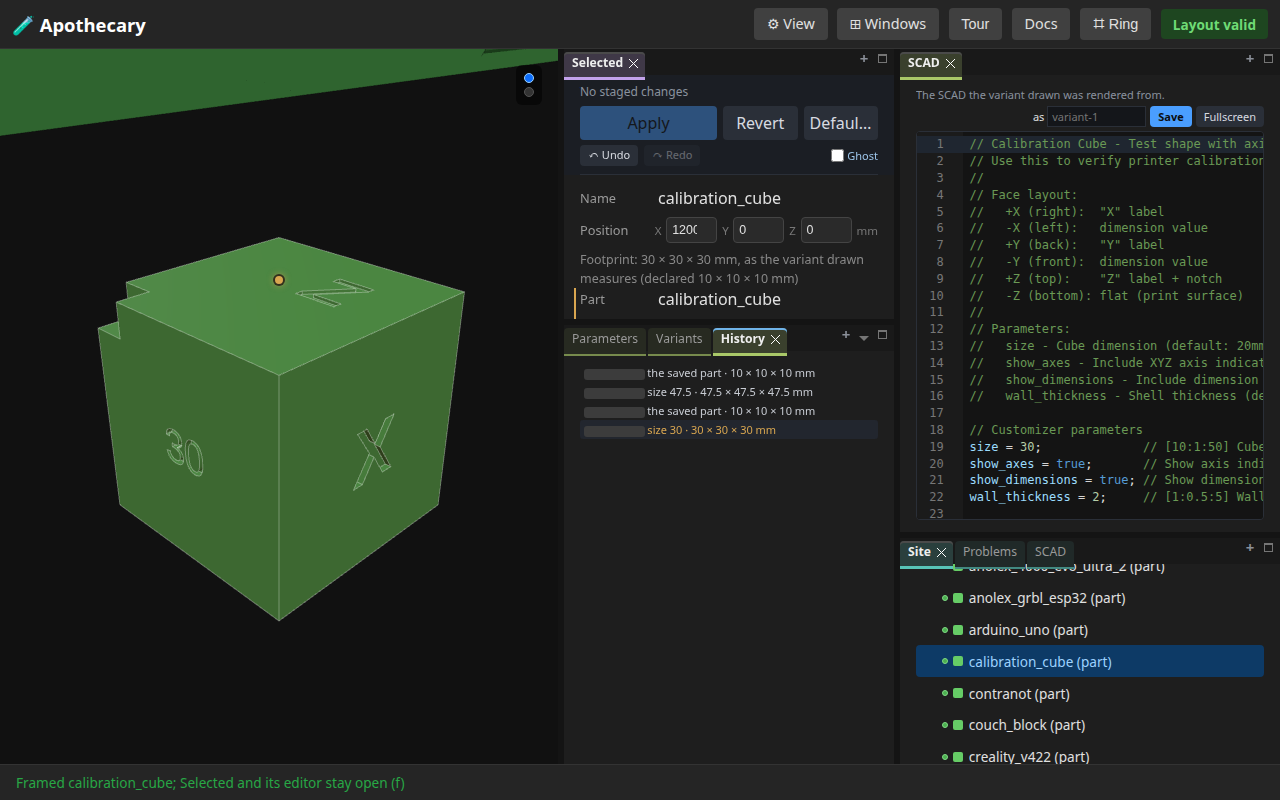 🧪 Apothecary
⚙ View
⊞ Windows
Tour
Docs
⌗ Ring
Layout valid
30
X
Z
Selected
No staged changes
Apply
Revert
Defaul...
↶ Undo
↷ Redo
Ghost
Name calibration_cube
Position X 1200 Y 0 Z 0 mm
Footprint: 30 × 30 × 30 mm, as the variant drawn
measures (declared 10 × 10 × 10 mm)
Part calibration_cube
Parameters
Variants
History
the saved part · 10 × 10 × 10 mm
size 47.5 · 47.5 × 47.5 × 47.5 mm
the saved part · 10 × 10 × 10 mm
size 30 · 30 × 30 × 30 mm
SCAD
The SCAD the variant drawn was rendered from.
as variant-1 Save Fullscreen
1 // Calibration Cube - Test shape with axi
2 // Use this to verify printer calibration
3 //
4 // Face layout:
5 //   +X (right):  "X" label
6 //   -X (left):   dimension value
7 //   +Y (back):   "Y" label
8 //   -Y (front):  dimension value
9 //   +Z (top):    "Z" label + notch
10 //   -Z (bottom): flat (print surface)
11 //
12 // Parameters:
13 //   size - Cube dimension (default: 20mm
14 //   show_axes - Include XYZ axis indicat
15 //   show_dimensions - Include dimension
16 //   wall_thickness - Shell thickness (de
17
18 // Customizer parameters
19 size = 30;              // [10:1:50] Cube
20 show_axes = true;       // Show axis indi
21 show_dimensions = true; // Show dimension
22 wall_thickness = 2;     // [1:0.5:5] Wall
23
Site
Problems
SCAD
anolex_4000_evo_ultra_2 (part)
anolex_grbl_esp32 (part)
arduino_uno (part)
calibration_cube (part)
contranot (part)
couch_block (part)
creality_v422 (part)
Framed calibration_cube; Selected and its editor stay open (f)